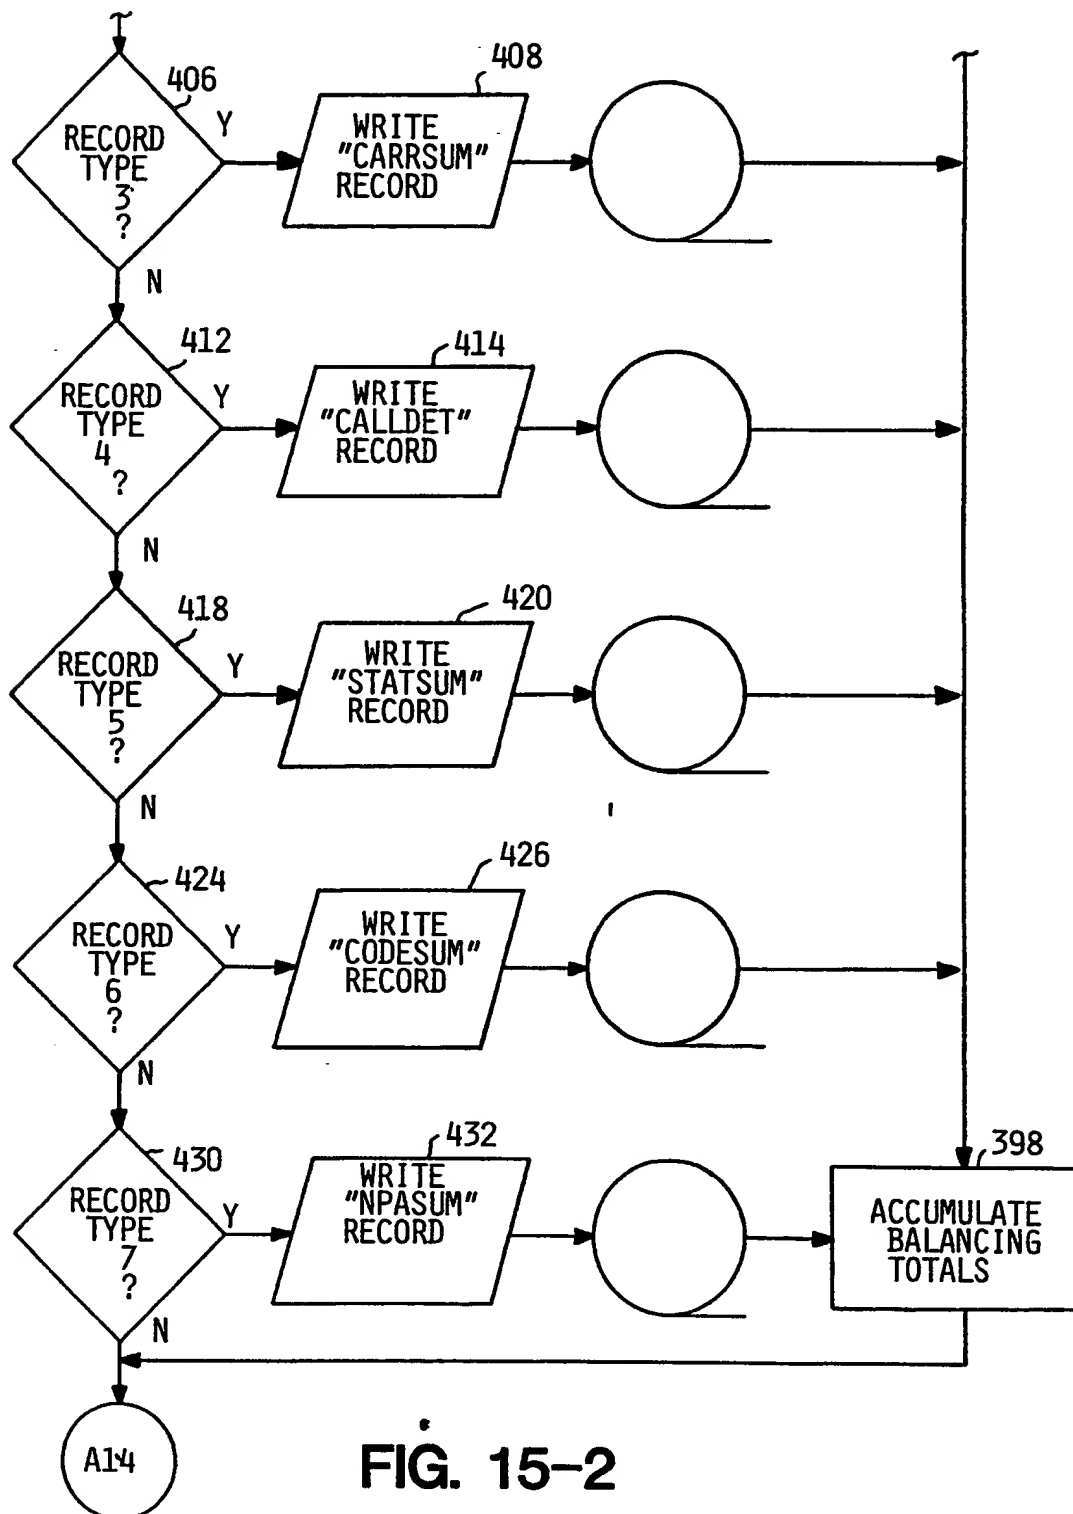 406
408
RECORD
TYPE
3
?
Y
WRITE
"CARRSUM"
RECORD
N
412
414
RECORD
TYPE
4
?
Y
WRITE
"CALLDET"
RECORD
N
418
420
RECORD
TYPE
5
?
Y
WRITE
"STATSUM"
RECORD
N
424
426
RECORD
TYPE
6
?
Y
WRITE
"CODESUM"
RECORD
N
430
432
398
RECORD
TYPE
7
?
Y
WRITE
"NPASUM"
RECORD
ACCUMULATE
BALANCING
TOTALS
N
A14
FIG. 15-2